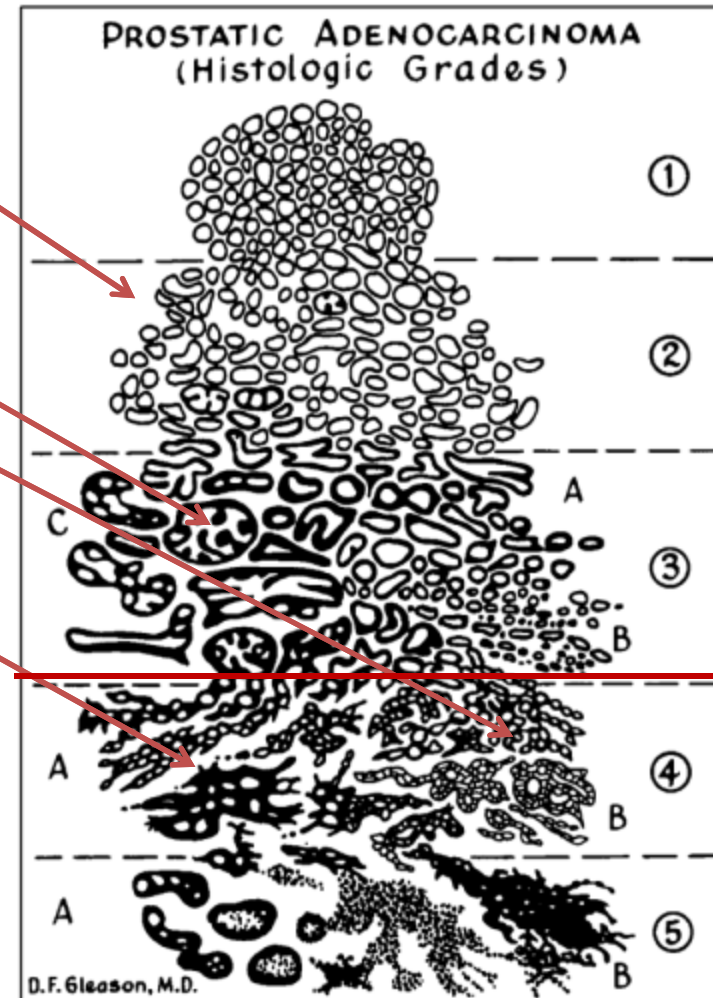 PROSTATIC ADENOCARCINOMA
(Histologic Grades)
1
2
A
C
3
B
A
4
B
A
5
D.F. Gleason, M.D.
B